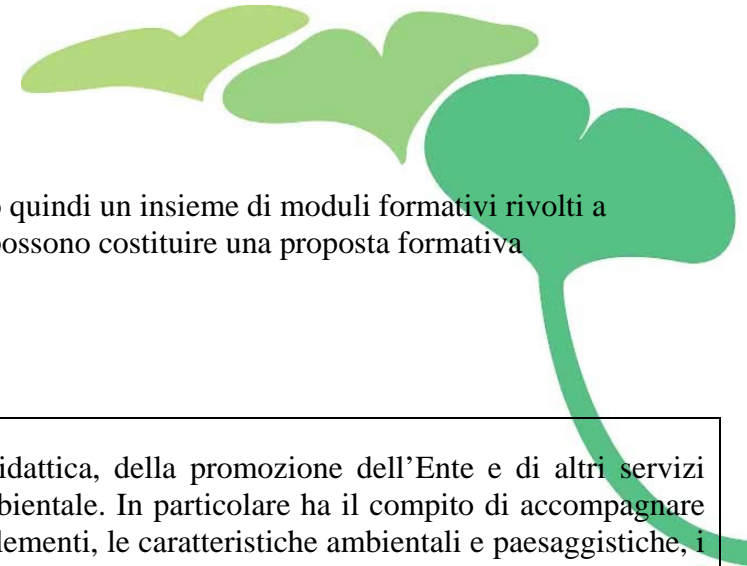 quindi un insieme di moduli formativi rivolti a
possono costituire una proposta formativa
idattica, della promozione dell’Ente e di altri servizi
bientale. In particolare ha il compito di accompagnare
lementi, le caratteristiche ambientali e paesaggistiche, i